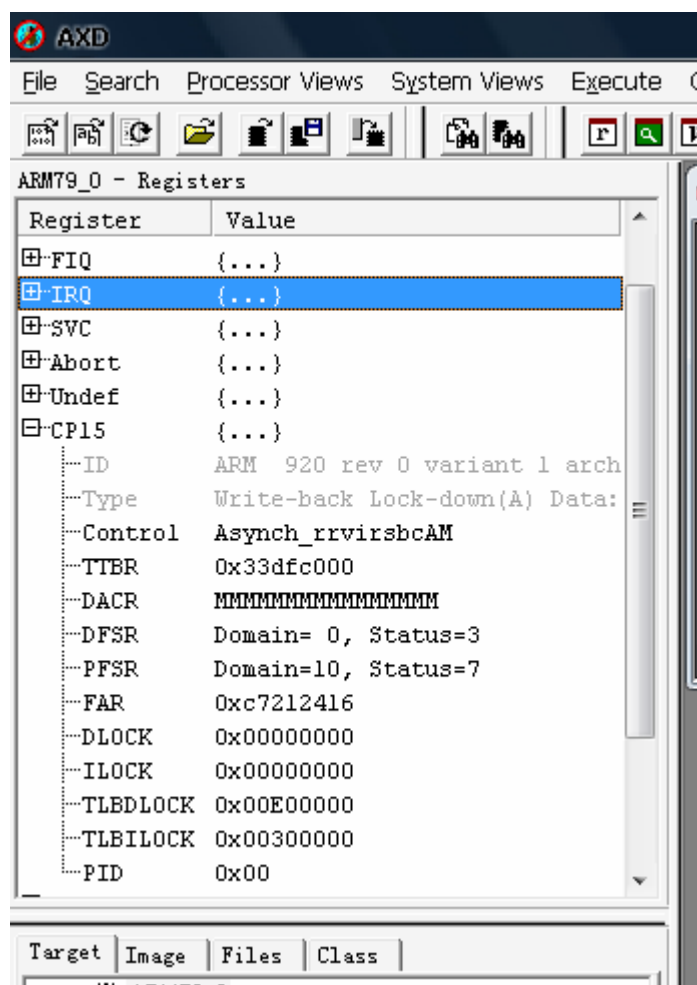 AXD
File Search Processor Views System Views Execute
ARM79_0 - Registers
Register Value
FIQ {...}
IRQ {...}
SVC {...}
Abort {...}
Undef {...}
CP15 {...}
ID ARM 920 rev 0 variant 1 arch
Type Write-back Lock-down(A) Data:
Control Asynch_rrvirsbcAM
TTBR 0x33dfc000
DACR MMMMMMMMMMMMMMMM
DFSR Domain= 0, Status=3
PFSR Domain=10, Status=7
FAR 0xc7212416
DLOCK 0x00000000
ILOCK 0x00000000
TLBDLOCK 0x00E00000
TLBILOCK 0x00300000
PID 0x00
Target Image Files Class